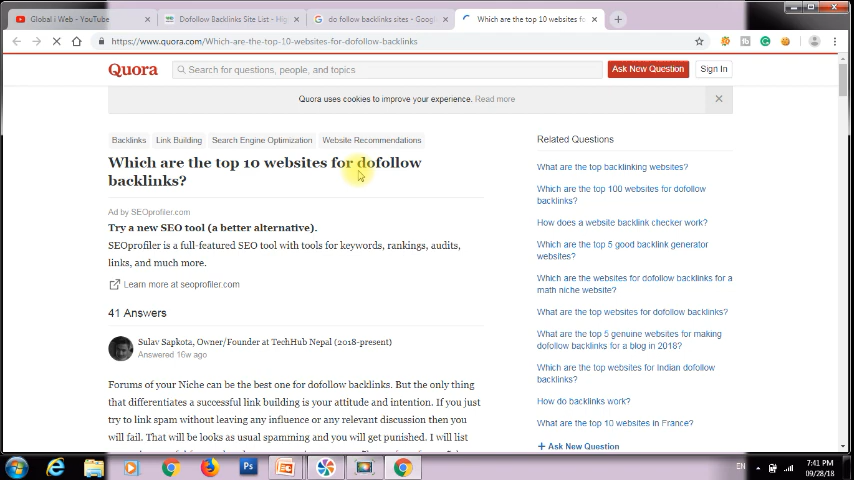 Global i Web - YouTube
Dofollow Backlinks Site List - Hig
do follow backlinks sites - Goog
Which are the top 10 websites fo
https://www.quora.com/Which-are-the-top-10-websites-for-dofollow-backlinks
Quora
Search for questions, people, and topics
Ask New Question
Sign In
Quora uses cookies to improve your experience. Read more
Backlinks
Link Building
Search Engine Optimization
Website Recommendations
Which are the top 10 websites for dofollow
backlinks?
Ad by SEOprofiler.com
Try a new SEO tool (a better alternative).
SEOprofiler is a full-featured SEO tool with tools for keywords, rankings, audits,
links, and much more.
Learn more at seoprofiler.com
41 Answers
Sulav Sapkota, Owner/Founder at TechHub Nepal (2018-present)
Answered 16w ago
Forums of your Niche can be the best one for dofollow backlinks. But the only thing
that differentiates a successful link building is your attitude and intention. If you just
try to link spam without leaving any influence or any relevant discussion then you
will fail. That will be looks as usual spamming and you will get punished. I will list
Related Questions
What are the top backlinking websites?
Which are the top 100 websites for dofollow
backlinks?
How does a website backlink checker work?
Which are the top 5 good backlink generator
websites?
Which are the websites for dofollow backlinks for a
math niche website?
What are the top websites for dofollow backlinks?
What are the top 5 genuine websites for making
dofollow backlinks for a blog in 2018?
Which are the top websites for Indian dofollow
backlinks?
How do backlinks work?
What are the top 10 websites in France?
+ Ask New Question
Ps
EN
7:41 PM
09/28/18